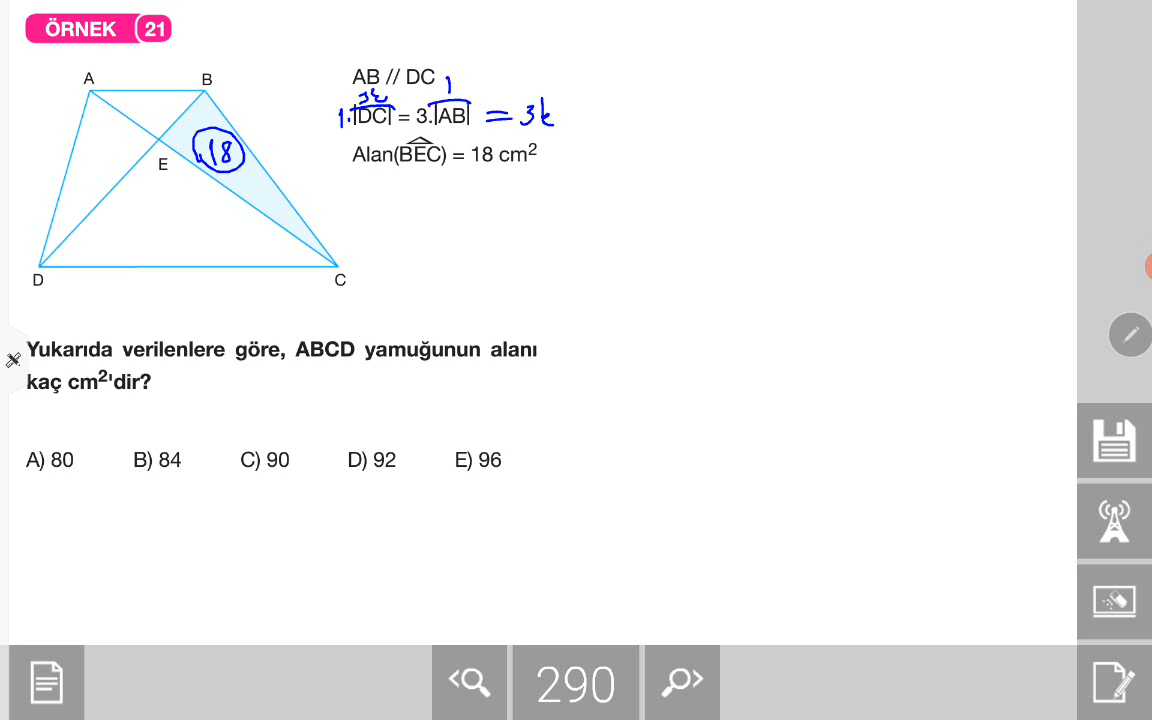 ÖRNEK 21
A B
E
D C
18
AB // DC
3k 1
1.|DC| = 3.|AB| = 3k
Alan(BEC) = 18 cm²
Yukarıda verilenlere göre, ABCD yamuğunun alanı
kaç cm²'dir?
A) 80 B) 84 C) 90 D) 92 E) 96
290